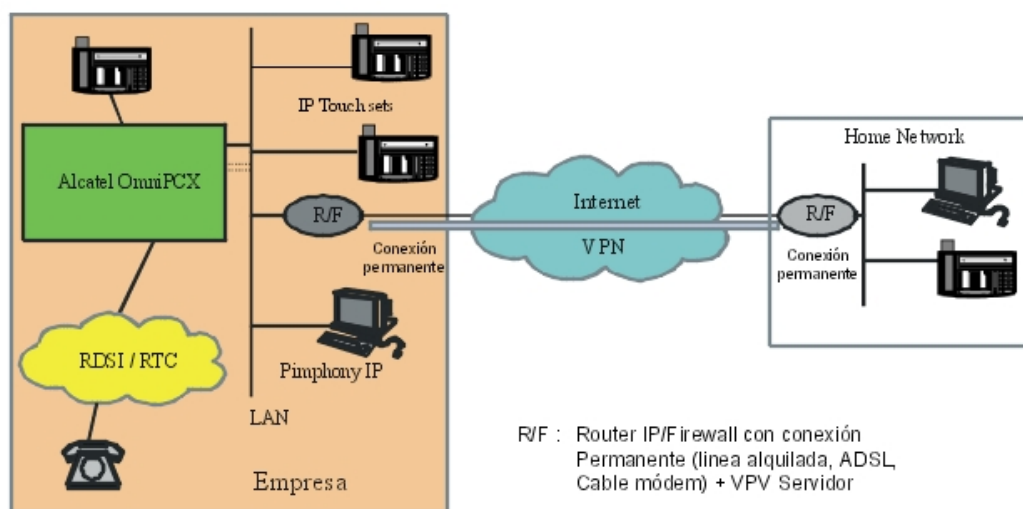 IP Touch sets
Alcatel OmniPCX
R/F
Conexión
permanente
RDSI / RTC
Pimphony IP
LAN
Empresa
Internet
VPN
Home Network
R/F
Conexión
permanente
R/F : Router IP/Firewall con conexión
Permanente (linea alquilada, ADSL,
Cable módem) + VPV Servidor